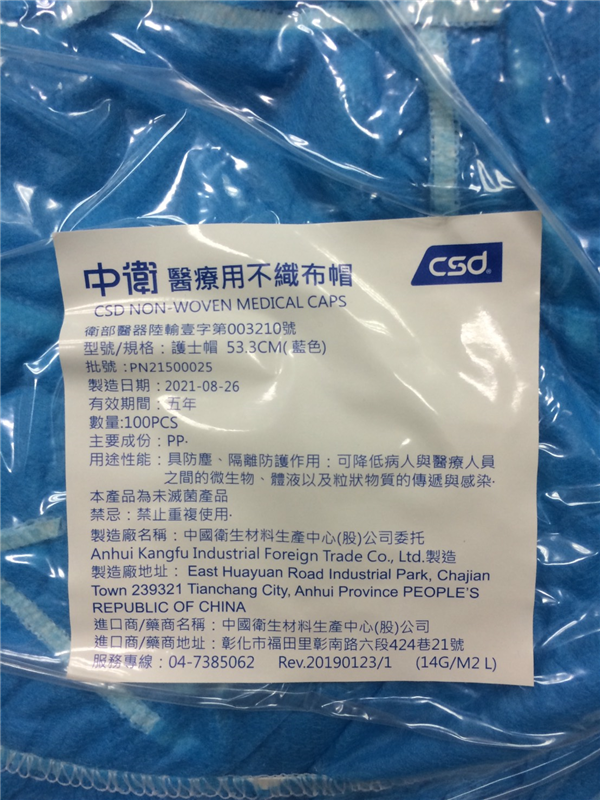 中衛 醫療用不織布帽
csd®
CSD NON-WOVEN MEDICAL CAPS
衛部醫器陸輸壹字第003210號
型號/規格：護士帽 53.3CM( 藍色)
批號：PN21500025
製造日期：2021-08-26
有效期間：五年
數量:100PCS
主要成份：PP·
用途性能：具防塵、隔離防護作用；可降低病人與醫療人員
之間的微生物、體液以及粒狀物質的傳遞與感染·
本產品為未滅菌產品
禁忌：禁止重複使用·
製造廠名稱：中國衛生材料生產中心(股)公司委托
Anhui Kangfu Industrial Foreign Trade Co., Ltd.製造
製造廠地址： East Huayuan Road Industrial Park, Chajian
Town 239321 Tianchang City, Anhui Province PEOPLE'S
REPUBLIC OF CHINA
進口商/藥商名稱：中國衛生材料生產中心(股)公司
進口商/藥商地址：彰化市福田里彰南路六段424巷21號
服務專線：04-7385062 Rev.20190123/1 (14G/M2 L)